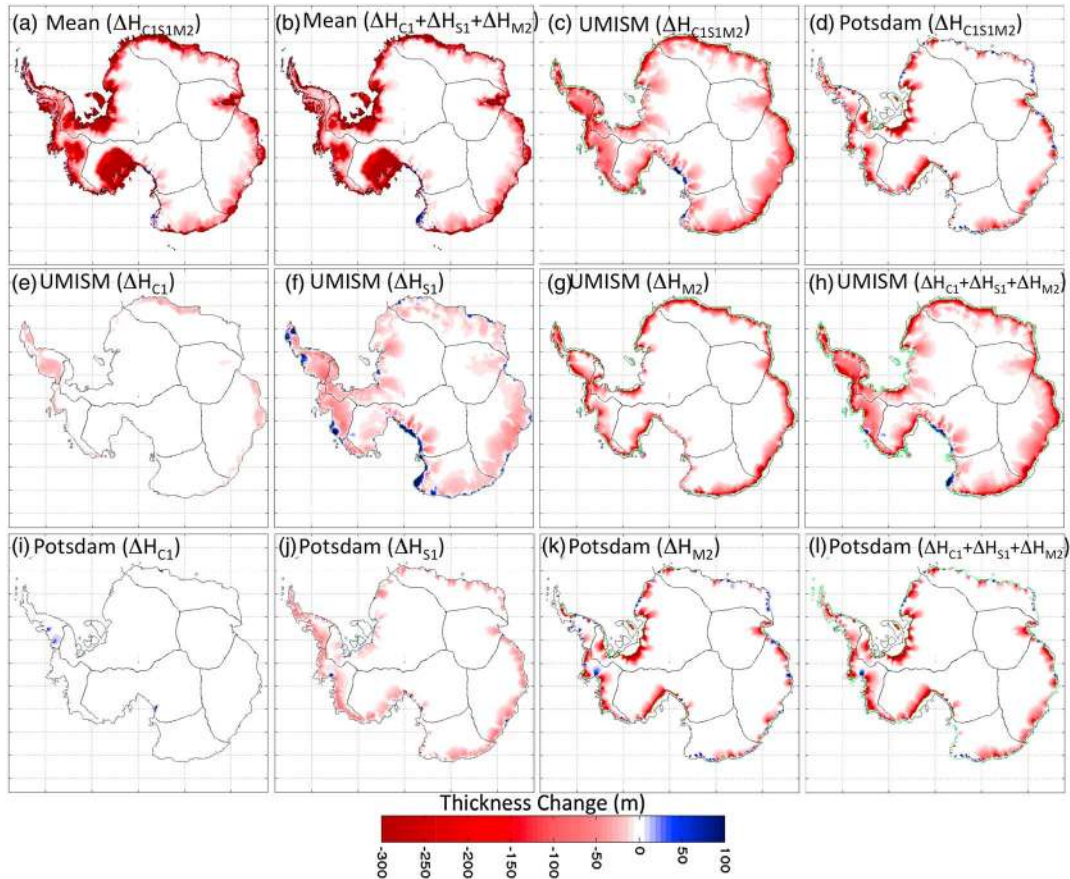 (a) Mean (ΔH_C1S1M2)
(b) Mean (ΔH_C1+ΔH_S1+ΔH_M2)
(c) UMISM (ΔH_C1S1M2)
(d) Potsdam (ΔH_C1S1M2)
(e) UMISM (ΔH_C1)
(f) UMISM (ΔH_S1)
(g) UMISM (ΔH_M2)
(h) UMISM (ΔH_C1+ΔH_S1+ΔH_M2)
(i) Potsdam (ΔH_C1)
(j) Potsdam (ΔH_S1)
(k) Potsdam (ΔH_M2)
(l) Potsdam (ΔH_C1+ΔH_S1+ΔH_M2)
Thickness Change (m)
-300 -250 -200 -150 -100 -50 0 50 100